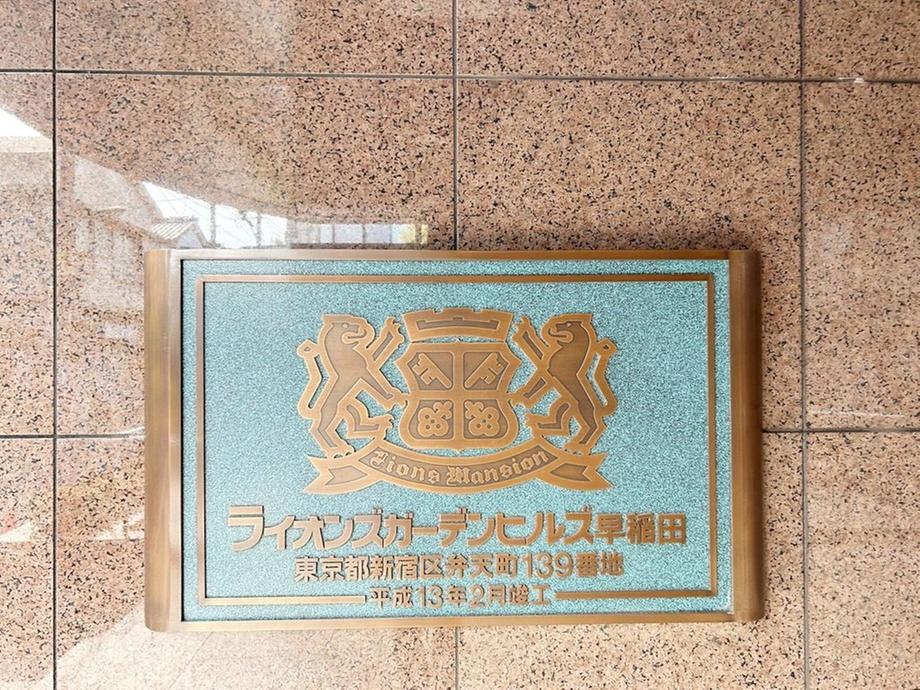 Lions Mansion
ライオンズガーデンヒルズ早稲田
東京都新宿区弁天町139番地
平成13年2月竣工